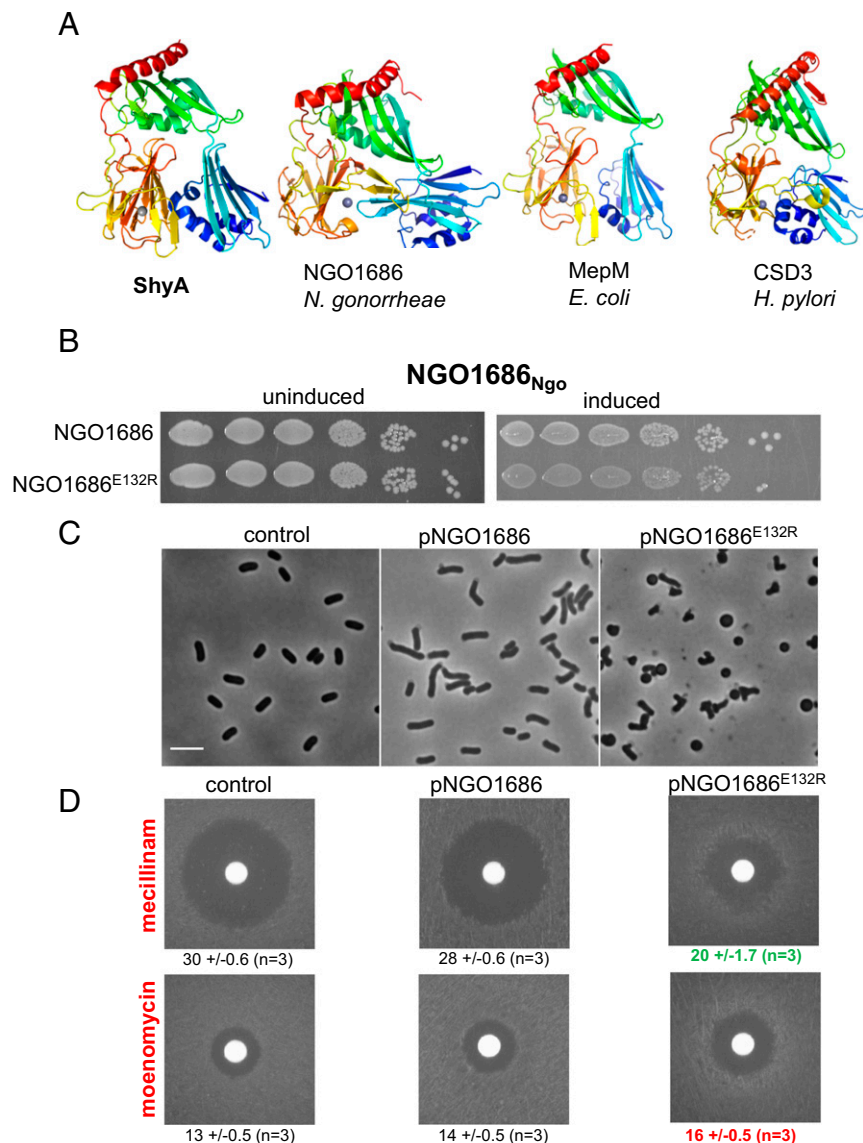 A
ShyA
NGO1686
N. gonorrheae
MepM
E. coli
CSD3
H. pylori
B
NGO1686Ngo
uninduced
induced
NGO1686
NGO1686E132R
C
control
pNGO1686
pNGO1686E132R
D
control
pNGO1686
pNGO1686E132R
mecillinam
30 +/-0.6 (n=3)
28 +/-0.6 (n=3)
20 +/-1.7 (n=3)
moenomycin
13 +/-0.5 (n=3)
14 +/-0.5 (n=3)
16 +/-0.5 (n=3)